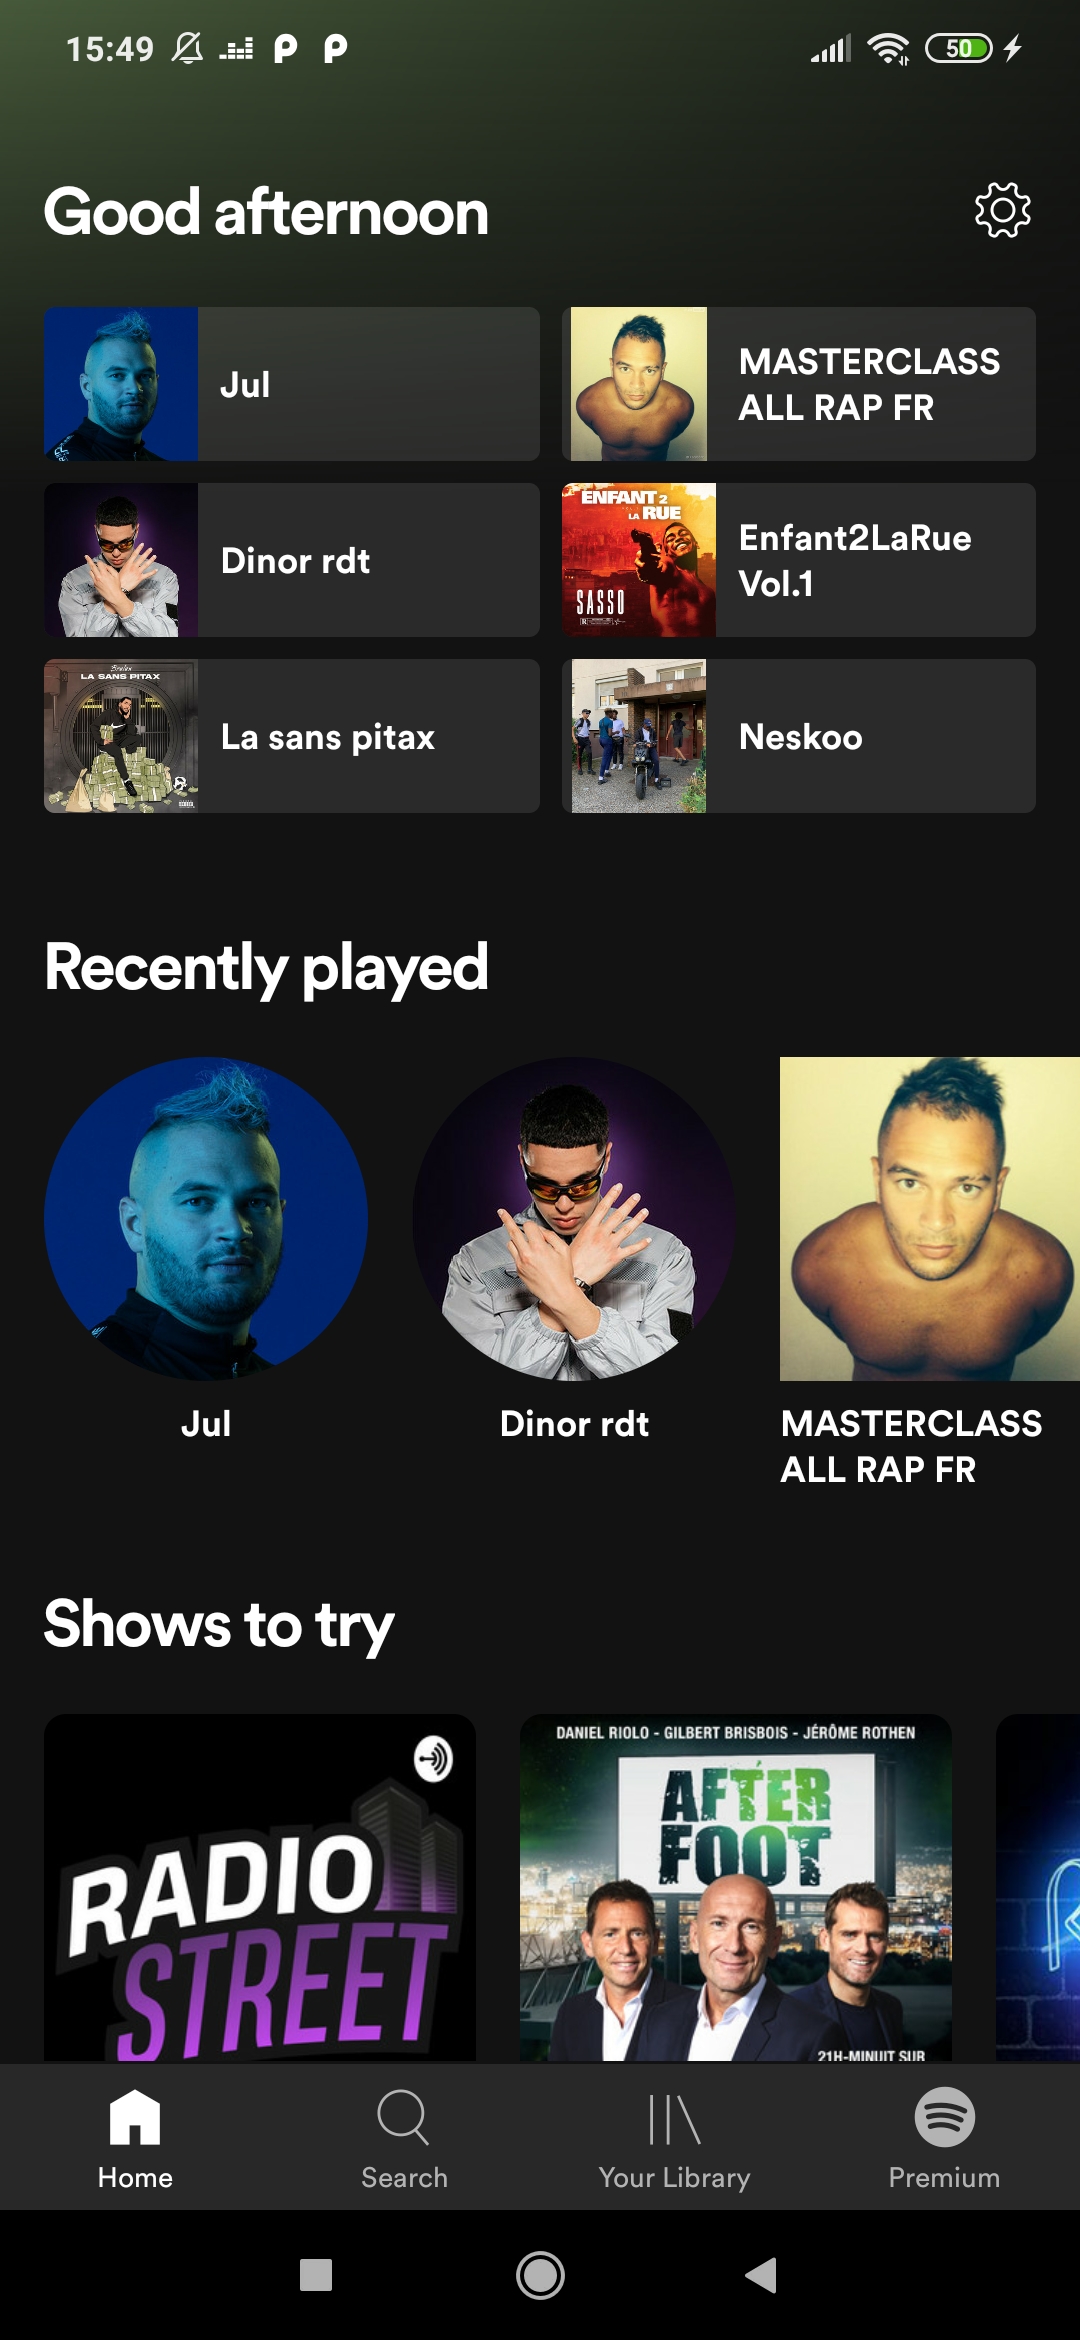 15:49
50
Good afternoon
Jul
MASTERCLASS
ALL RAP FR
Dinor rdt
ENFANT 2
LA RUE
SASSO
Enfant2LaRue
Vol.1
LA SANS PITAX
La sans pitax
Neskoo
Recently played
Jul
Dinor rdt
MASTERCLASS
ALL RAP FR
Shows to try
RADIO
STREET
DANIEL RIOLO - GILBERT BRISBOIS - JÉRÔME ROTHEN
AFTER
FOOT
21H-MINUIT SUR
Home
Search
Your Library
Premium